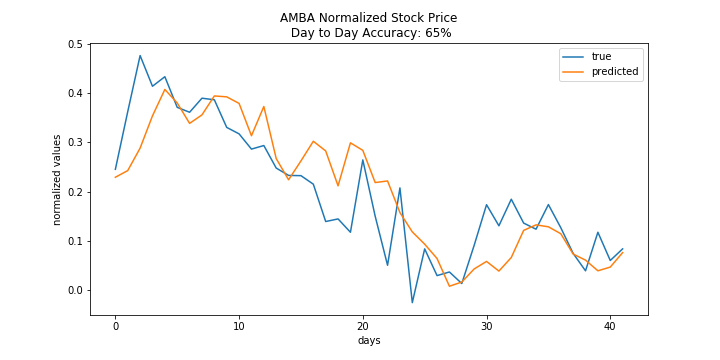 AMBA Normalized Stock Price
Day to Day Accuracy: 65%
true
predicted
normalized values
0.5
0.4
0.3
0.2
0.1
0.0
0
10
20
30
40
days